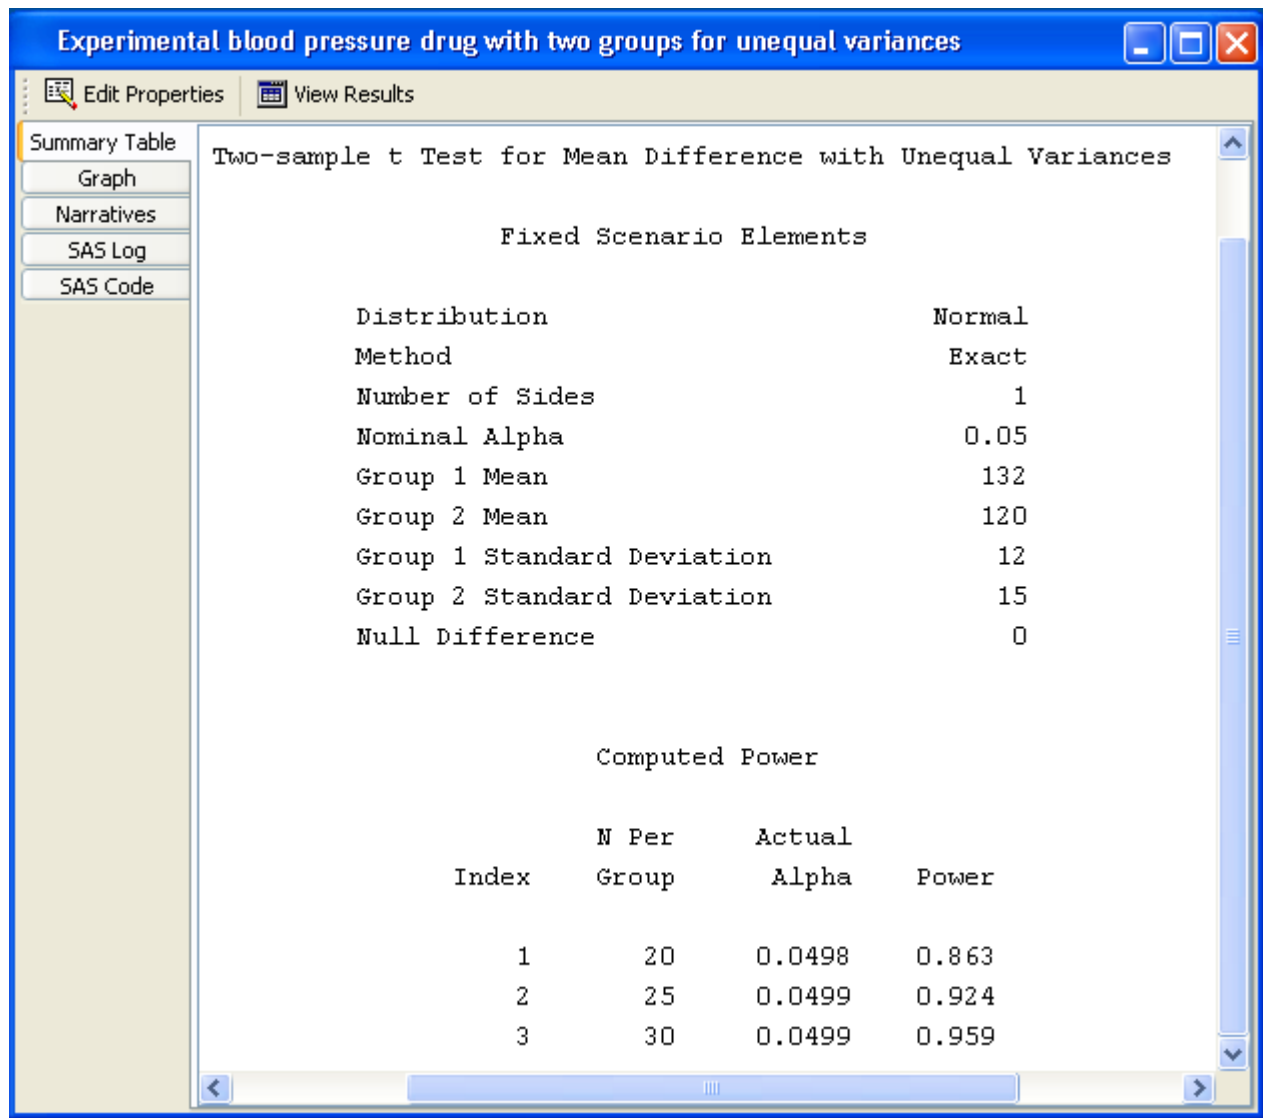 Experimental blood pressure drug with two groups for unequal variances
Edit Properties View Results
Summary Table
Graph
Narratives
SAS Log
SAS Code
Two-sample t Test for Mean Difference with Unequal Variances
Fixed Scenario Elements
Distribution Normal
Method Exact
Number of Sides 1
Nominal Alpha 0.05
Group 1 Mean 132
Group 2 Mean 120
Group 1 Standard Deviation 12
Group 2 Standard Deviation 15
Null Difference 0
Computed Power
N Per Actual
Index Group Alpha Power
1 20 0.0498 0.863
2 25 0.0499 0.924
3 30 0.0499 0.959